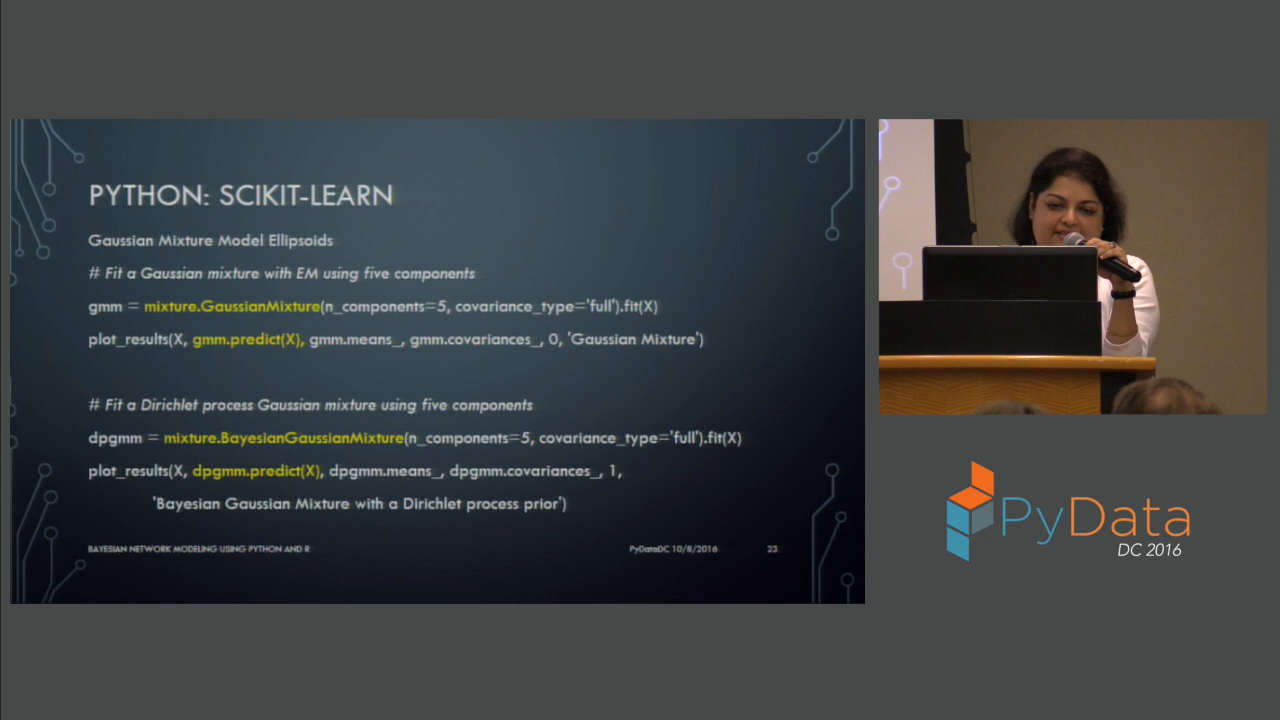 PYTHON: SCIKIT-LEARN
Gaussian Mixture Model Ellipsoids
# Fit a Gaussian mixture with EM using five components
gmm = mixture.GaussianMixture(n_components=5, covariance_type='full').fit(X)
plot_results(X, gmm.predict(X), gmm.means_, gmm.covariances_, 0, 'Gaussian Mixture')
# Fit a Dirichlet process Gaussian mixture using five components
dpgmm = mixture.BayesianGaussianMixture(n_components=5, covariance_type='full').fit(X)
plot_results(X, dpgmm.predict(X), dpgmm.means_, dpgmm.covariances_, 1,
'Bayesian Gaussian Mixture with a Dirichlet process prior')
BAYESIAN NETWORK MODELING USING PYTHON AND R
PyDataDC 10/8/2016
23
PyData
DC 2016